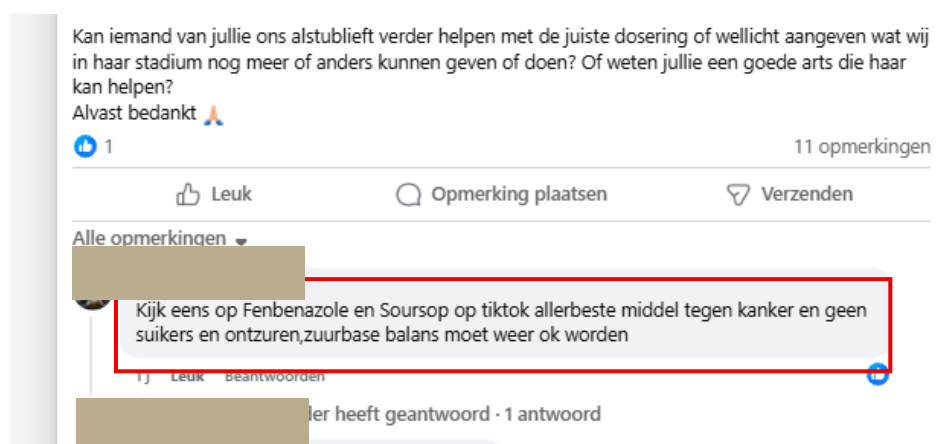 Kan iemand van jullie ons alstublieft verder helpen met de juiste dosering of wellicht aangeven wat wij
in haar stadium nog meer of anders kunnen geven of doen? Of weten jullie een goede arts die haar
kan helpen?
Alvast bedankt 🙏🏻
1
11 opmerkingen
Leuk
Opmerking plaatsen
Verzenden
Alle opmerkingen
Kijk eens op Fenbenazole en Soursop op tiktok allerbeste middel tegen kanker en geen
suikers en ontzuren,zuurbase balans moet weer ok worden
1 j Leuk Beantwoorden
heeft geantwoord · 1 antwoord